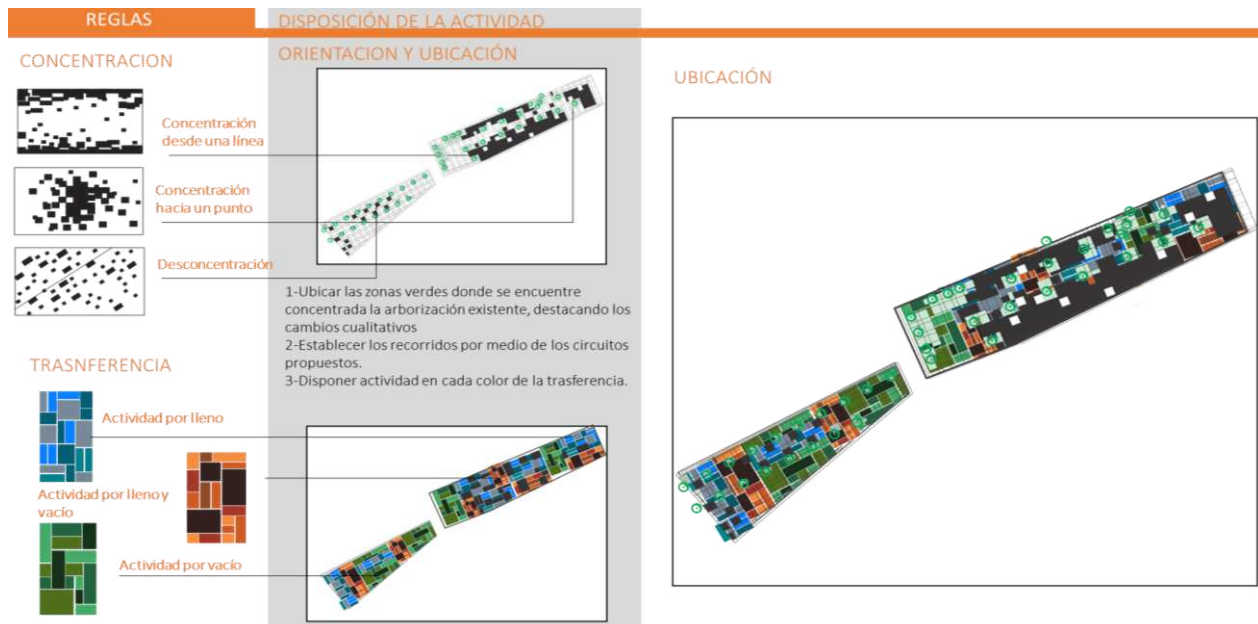 REGLAS
DISPOSICIÓN DE LA ACTIVIDAD
CONCENTRACION
Concentración
desde una línea
Concentración
hacia un punto
Desconcentración
TRASNFERENCIA
Actividad por lleno
Actividad por lleno y
vacío
Actividad por vacío
ORIENTACION Y UBICACIÓN
1-Ubicar las zonas verdes donde se encuentre
concentrada la arborización existente, destacando los
cambios cualitativos
2-Establecer los recorridos por medio de los circuitos
propuestos.
3-Disponer actividad en cada color de la trasferencia.
UBICACIÓN